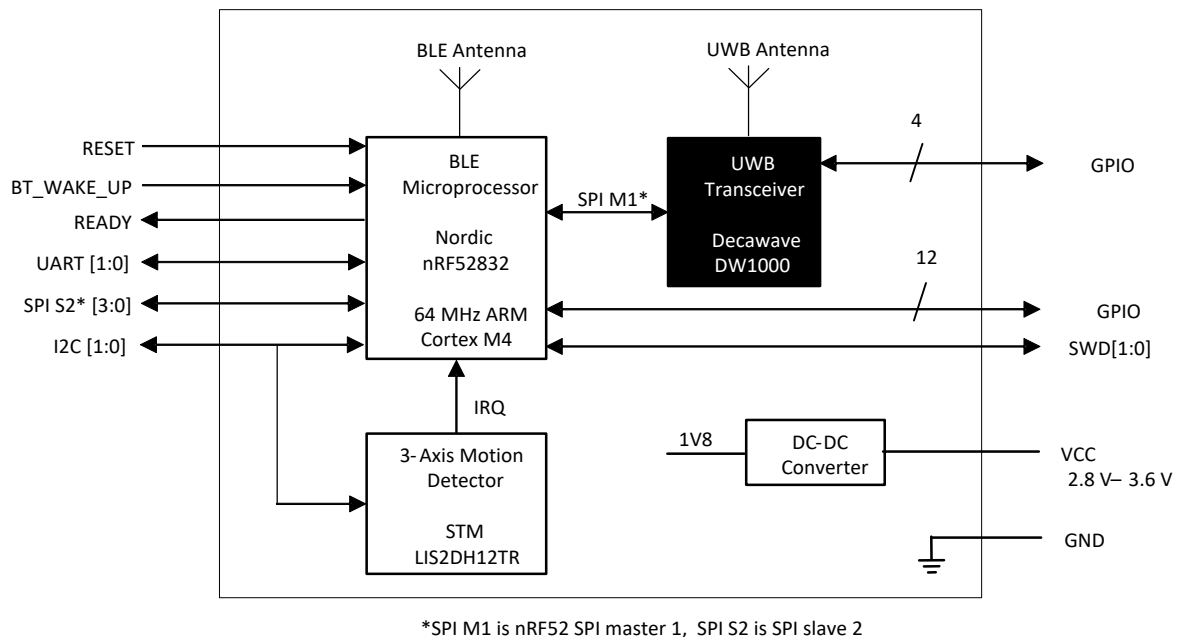 BLE Antenna
UWB Antenna
RESET
BT_WAKE_UP
READY
UART [1:0]
SPI S2* [3:0]
I2C [1:0]
BLE
Microprocessor
Nordic
nRF52832
64 MHz ARM
Cortex M4
SPI M1*
UWB
Transceiver
Decawave
DW1000
4
GPIO
12
GPIO
SWD[1:0]
IRQ
3-Axis Motion
Detector
STM
LIS2DH12TR
1V8
DC-DC
Converter
VCC
2.8 V– 3.6 V
GND
*SPI M1 is nRF52 SPI master 1, SPI S2 is SPI slave 2